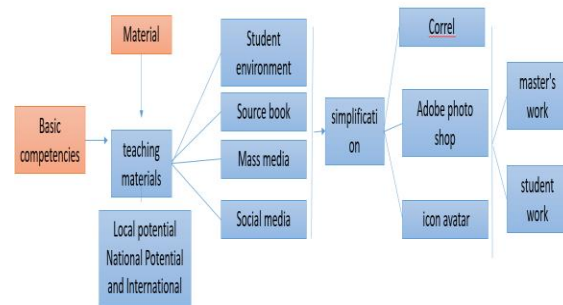 Material
Basic
competencies
teaching
materials
Local potential
National Potential
and International
Student
environment
Source book
Mass media
Social media
simplificati
on
Correl
Adobe photo
shop
icon avatar
master's
work
student
work